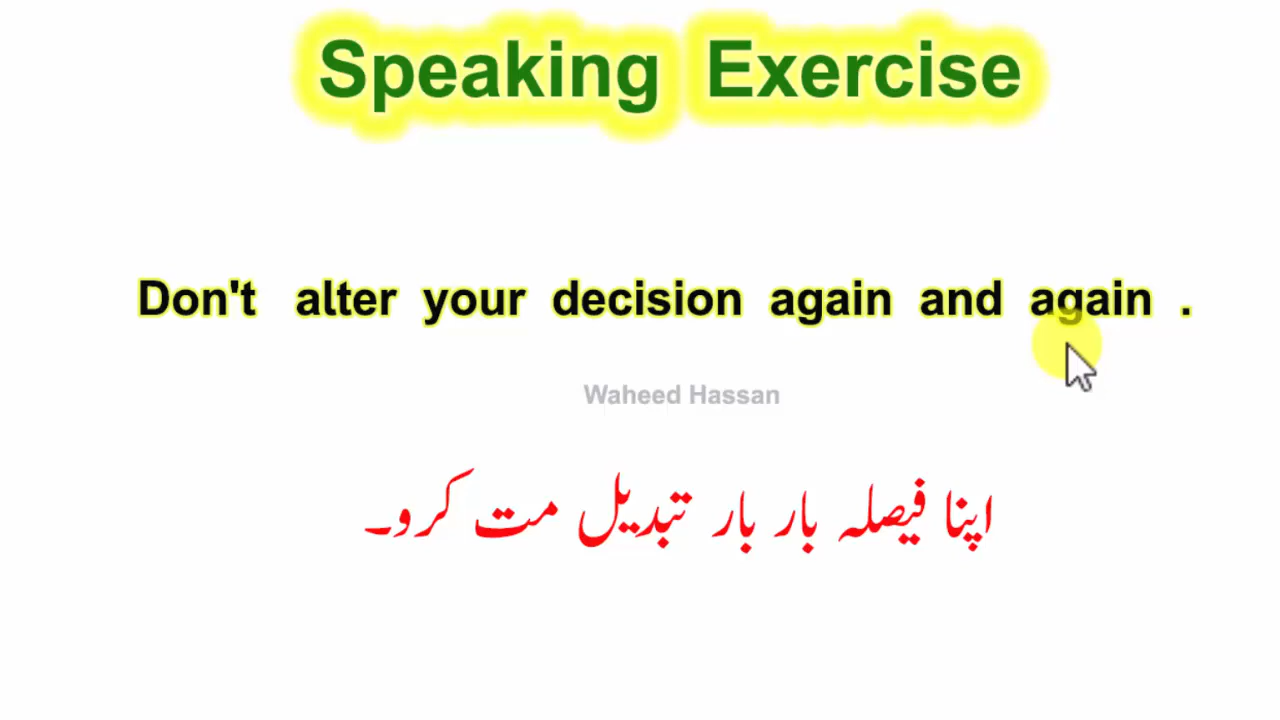 Speaking Exercise
Don't alter your decision again and again .
Waheed Hassan
اپنا فیصلہ بار بار تبدیل مت کرو۔